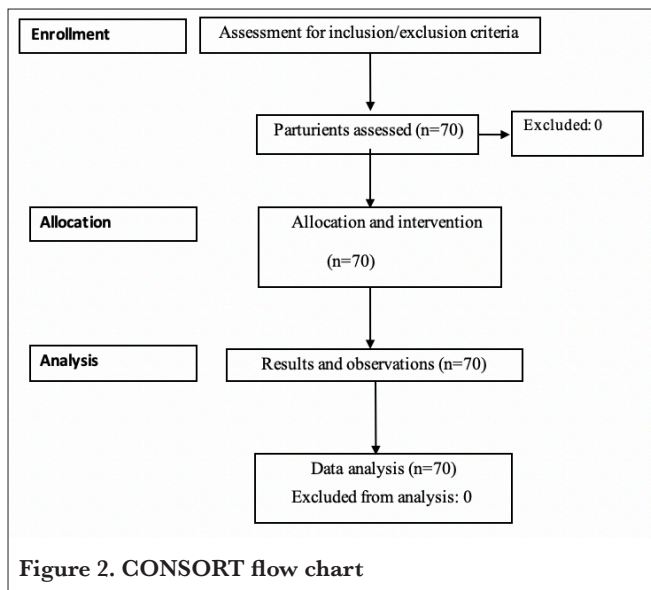 Enrollment
Assessment for inclusion/exclusion criteria
Parturients assessed (n=70)
Excluded: 0
Allocation
Allocation and intervention
(n=70)
Analysis
Results and observations (n=70)
Data analysis (n=70)
Excluded from analysis: 0
Figure 2. CONSORT flow chart